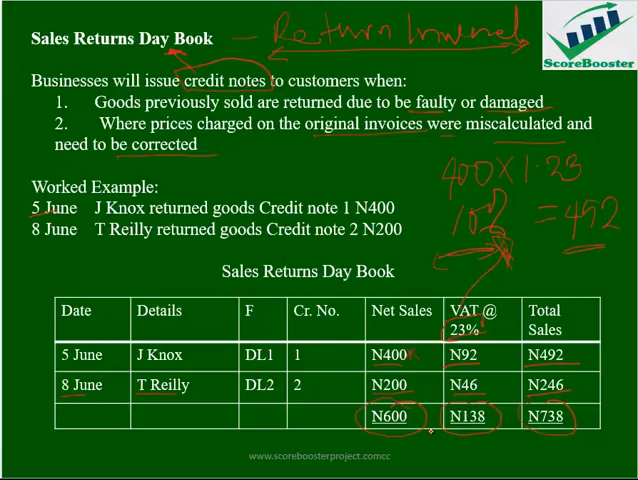 Sales Returns Day Book — Return Inward
ScoreBooster
Businesses will issue credit notes to customers when:
1. Goods previously sold are returned due to be faulty or damaged
2. Where prices charged on the original invoices were miscalculated and
need to be corrected
400 X 1.23
= 492
Worked Example:
5 June J Knox returned goods Credit note 1 N400
8 June T Reilly returned goods Credit note 2 N200
Sales Returns Day Book
Date Details F Cr. No. Net Sales VAT @ 23% Total Sales
5 June J Knox DL1 1 N400 N92 N492
8 June T Reilly DL2 2 N200 N46 N246
N600 N138 N738
www.scoreboosterproject.comcc